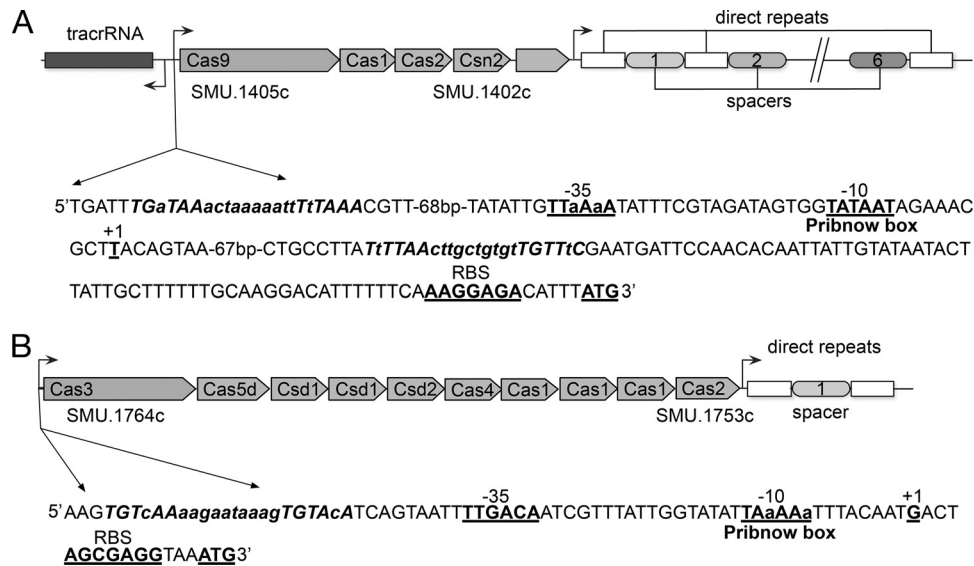 A
tracrRNA
direct repeats
Cas9 Cas1 Cas2 Csn2 1 2 6
SMU.1405c SMU.1402c
spacers
-35 -10
5'TGATTTGaTAAactaaaaattTtTAAACGTT-68bp-TATATTGTTaAaATATTTCGTAGATAGTGGTATAATAGAAAC
+1 Pribnow box
GCTTACAGTAA-67bp-CTGCCTTATtTTAActtgctgtgtTGTTtCGAATGATTCCAACACAATTATTGTATAATACT
RBS
TATTGCTTTTTTGCAAGGACATTTTTTCAAAGGAGACATTTATG3'
B
direct repeats
Cas3 Cas5d Csd1 Csd1 Csd2 Cas4 Cas1 Cas1 Cas1 Cas2 1
SMU.1764c SMU.1753c spacer
-35 -10 +1
5'AAGTGTcAAaagaataaagTGTAcATCAGTAATTTTGACAATCGTTTATTGGTATATTAaAAaTTTACAATGACT
RBS Pribnow box
AGCGAGGTAAATG3'